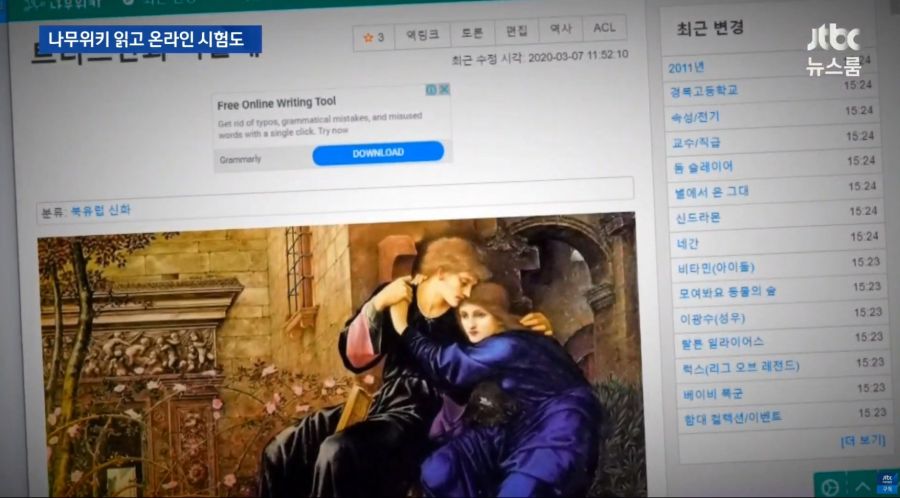 나무위키 읽고 온라인 시험도
jtbc
뉴스룸
3
역링크
토론
편집
역사
ACL
최근 수정 시각: 2020-03-07 11:52:10
Free Online Writing Tool
Get rid of typos, grammatical mistakes, and misused
words with a single click. Try now
Grammarly
DOWNLOAD
분류: 북유럽 신화
최근 변경
2011년
경록고등학교 15:24
속성/전기 15:24
교수/직급 15:24
돔 슬레이어 15:24
별에서 온 그대 15:24
신드라몬 15:24
네간 15:24
비타민(아이돌) 15:23
모여봐요 동물의 숲 15:23
이광수(성우) 15:23
탈튼 일라이어스 15:23
럭스(리그 오브 레전드) 15:23
베이비 폭군 15:23
함대 컬렉션/이벤트 15:23
[더 보기]
jtbc
구독